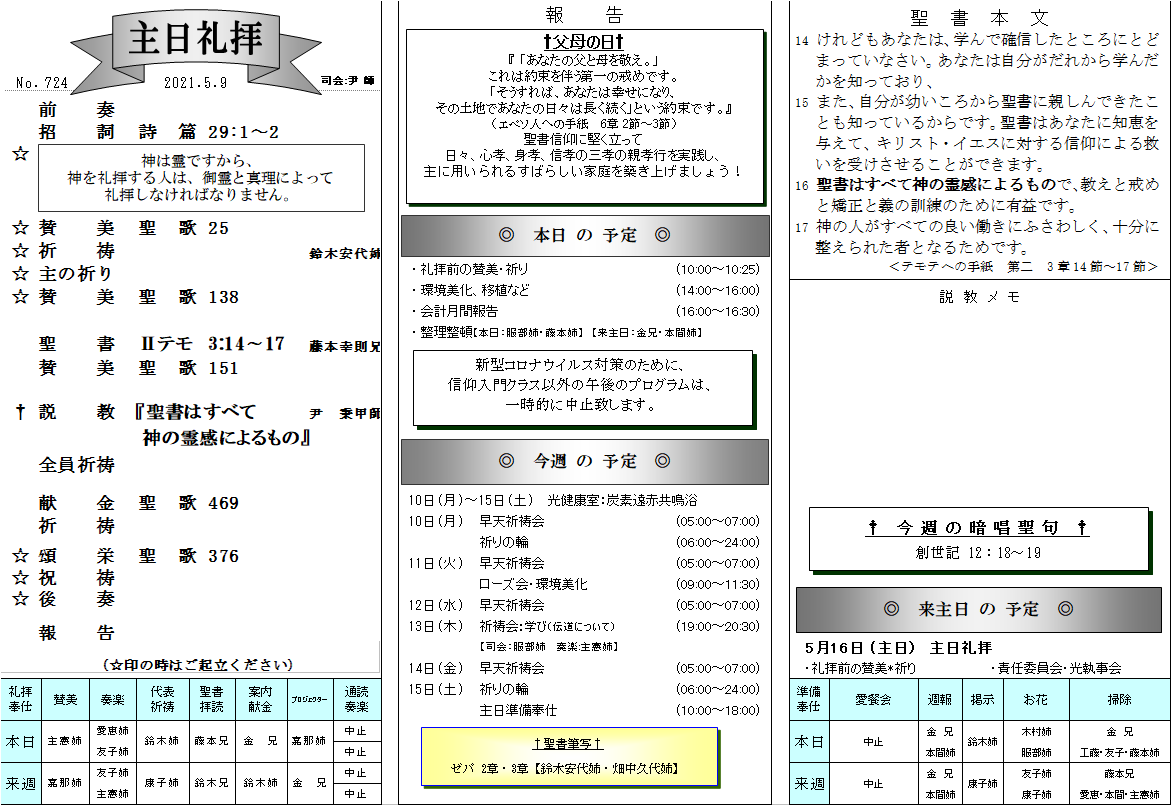 主日礼拝
No. 724　2021.5.9　司会:尹 師
前　奏
招　詞　詩　篇　29:1～2
☆
神は霊ですから、
神を礼拝する人は、御霊と真理によって
礼拝しなければなりません。
☆ 賛　美　聖　歌　25
☆ 祈　祷　鈴木安代姉
☆ 主の祈り
☆ 賛　美　聖　歌　138
聖　書　Ⅱテモ　3:14～17　藤本幸則兄
賛　美　聖　歌　151
✝ 説　教　『聖書はすべて　尹　秉甲師
神の霊感によるもの』
全員祈祷
献　金　聖　歌　469
祈　祷
☆ 頌　栄　聖　歌　376
☆ 祝　祷
☆ 後　奏
報　告
(☆印の時はご起立ください)
礼拝奉仕　賛美　奏楽　代表祈祷　聖書拝読　案内献金　プロジェクター　通読奏楽
本日　主憲姉　愛恵姉　友子姉　鈴木姉　藤本兄　金　兄　嘉那姉　中止　中止
来週　嘉那姉　友子姉　主憲姉　康子姉　鈴木兄　鈴木姉　金　兄　中止　中止
報　告
✝父母の日✝
『「あなたの父と母を敬え。」
これは約束を伴う第一の戒めです。
「そうすれば、あなたは幸せになり、
その土地であなたの日々は長く続く」という約束です。』
（エペソ人への手紙　6章 2節～3節）
聖書信仰に堅く立って
日々、心孝、身孝、信孝の三孝の親孝行を実践し、
主に用いられるすばらしい家庭を築き上げましょう！
◎　本日 の 予定　◎
・礼拝前の賛美・祈り　(10:00～10:25)
・環境美化、移植など　(14:00～16:00)
・会計月間報告　(16:00～16:30)
・整理整頓【本日：服部姉・藤本姉】【来主日：金兄・本間姉】
新型コロナウイルス対策のために、
信仰入門クラス以外の午後のプログラムは、
一時的に中止致します。
◎　今週 の 予定　◎
10日(月)～15日(土)　光健康室：炭素遠赤共鳴浴
10日(月)　早天祈祷会　(05:00～07:00)
祈りの輪　(06:00～24:00)
11日(火)　早天祈祷会　(05:00～07:00)
ローズ会・環境美化　(09:00～11:30)
12日(水)　早天祈祷会　(05:00～07:00)
13日(木)　祈祷会：学び(伝道について)　(19:00～20:30)
【司会：服部姉　奏楽：主憲姉】
14日(金)　早天祈祷会　(05:00～07:00)
15日(土)　祈りの輪　(06:00～24:00)
主日準備奉仕　(10:00～18:00)
✝聖書筆写✝
ゼパ 2章・3章【鈴木安代姉・畑中久代姉】
聖 書 本 文
14 けれどもあなたは、学んで確信したところにとど
まっていなさい。あなたは自分がだれから学んだ
かを知っており、
15 また、自分が幼いころから聖書に親しんできたこ
とも知っているからです。聖書はあなたに知恵を
与えて、キリスト・イエスに対する信仰による救
いを受けさせることができます。
16 聖書はすべて神の霊感によるもので、教えと戒め
と矯正と義の訓練のために有益です。
17 神の人がすべての良い働きにふさわしく、十分に
整えられた者となるためです。
＜テモテへの手紙　第二　3章14節～17節＞
説 教 メ モ
✝ 今週の暗唱聖句 ✝
創世記 12：18～19
◎　来主日 の 予定　◎
5月16日（主日）　主日礼拝
・礼拝前の賛美*祈り　・責任委員会・光執事会
準備奉仕　愛餐会　週報　掲示　お花　掃除
本日　中止　金　兄　本間姉　鈴木姉　木村姉　服部姉　金　兄　工藤・友子・藤本姉
来週　中止　金　兄　本間姉　康子姉　友子姉　康子姉　藤本兄　愛恵・本間・主憲姉